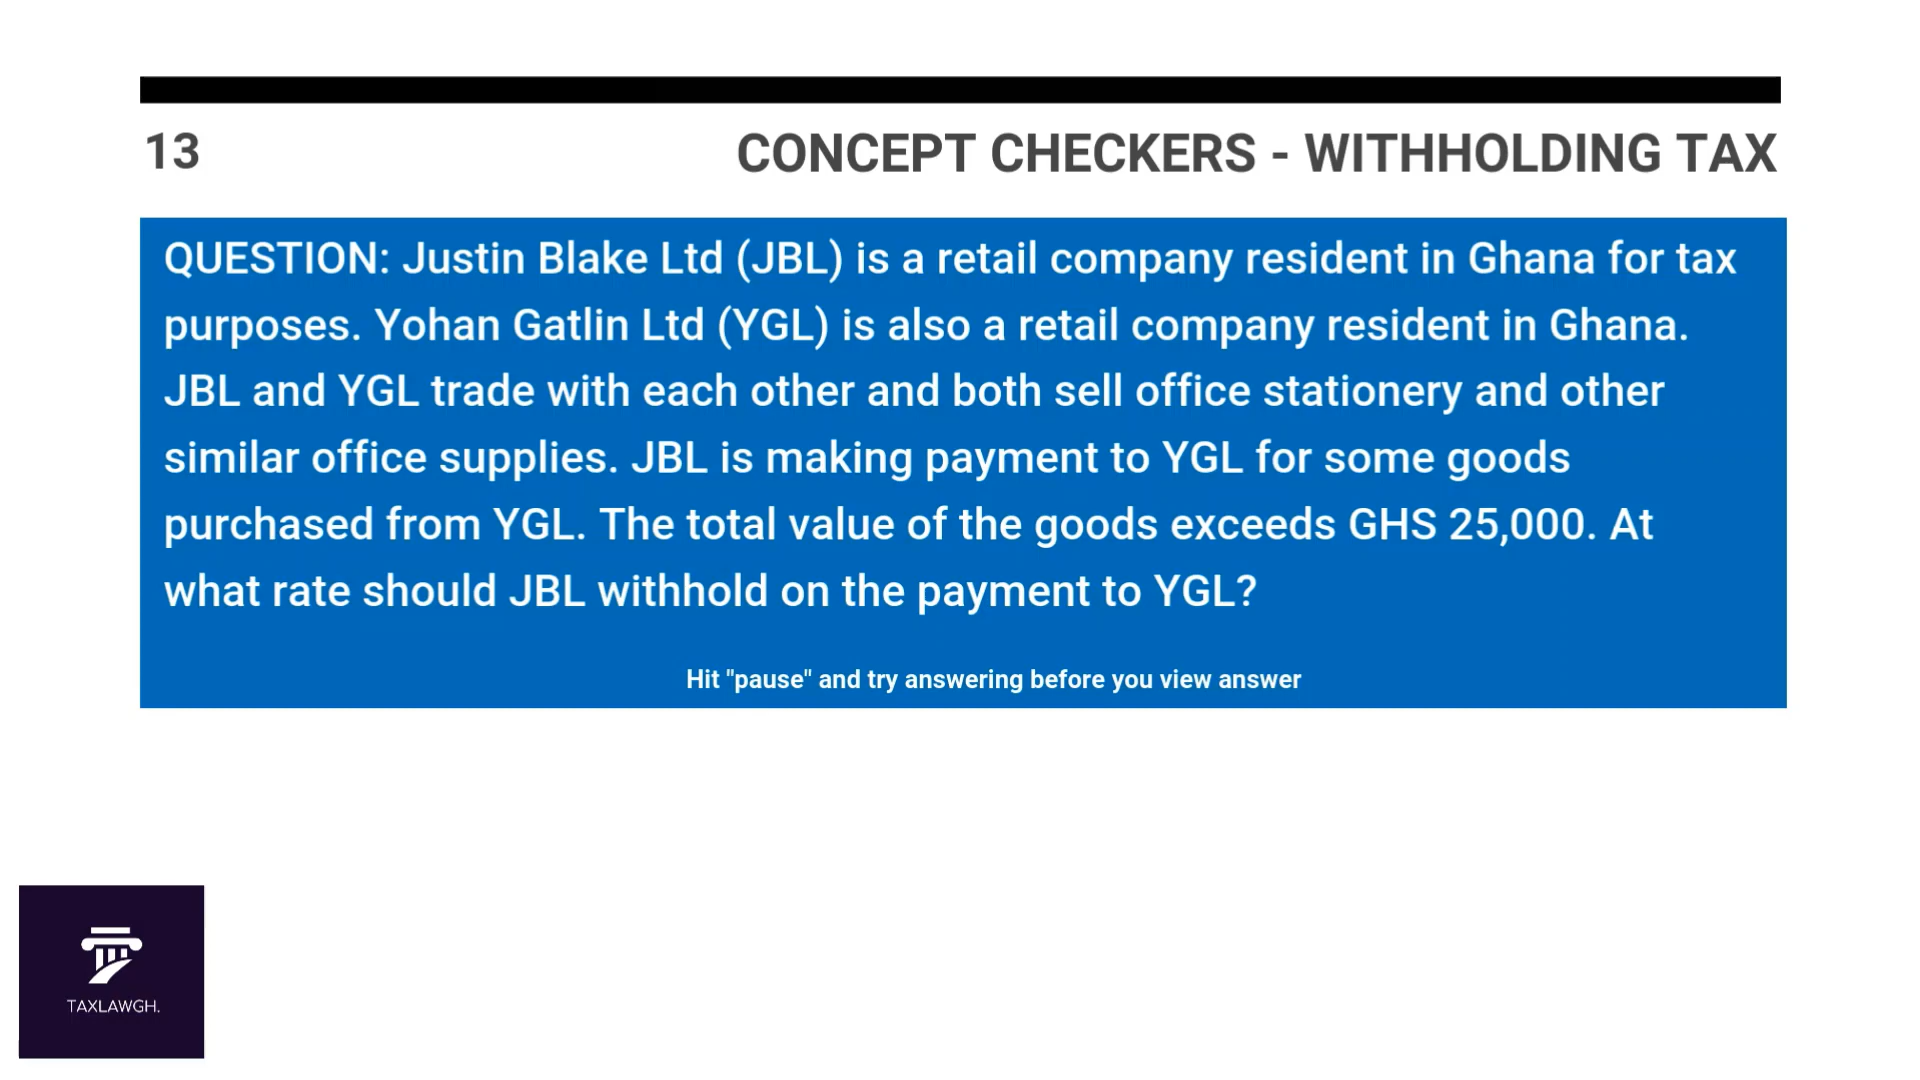 13
CONCEPT CHECKERS - WITHHOLDING TAX
QUESTION: Justin Blake Ltd (JBL) is a retail company resident in Ghana for tax
purposes. Yohan Gatlin Ltd (YGL) is also a retail company resident in Ghana.
JBL and YGL trade with each other and both sell office stationery and other
similar office supplies. JBL is making payment to YGL for some goods
purchased from YGL. The total value of the goods exceeds GHS 25,000. At
what rate should JBL withhold on the payment to YGL?
Hit "pause" and try answering before you view answer
TAXLAWGH.